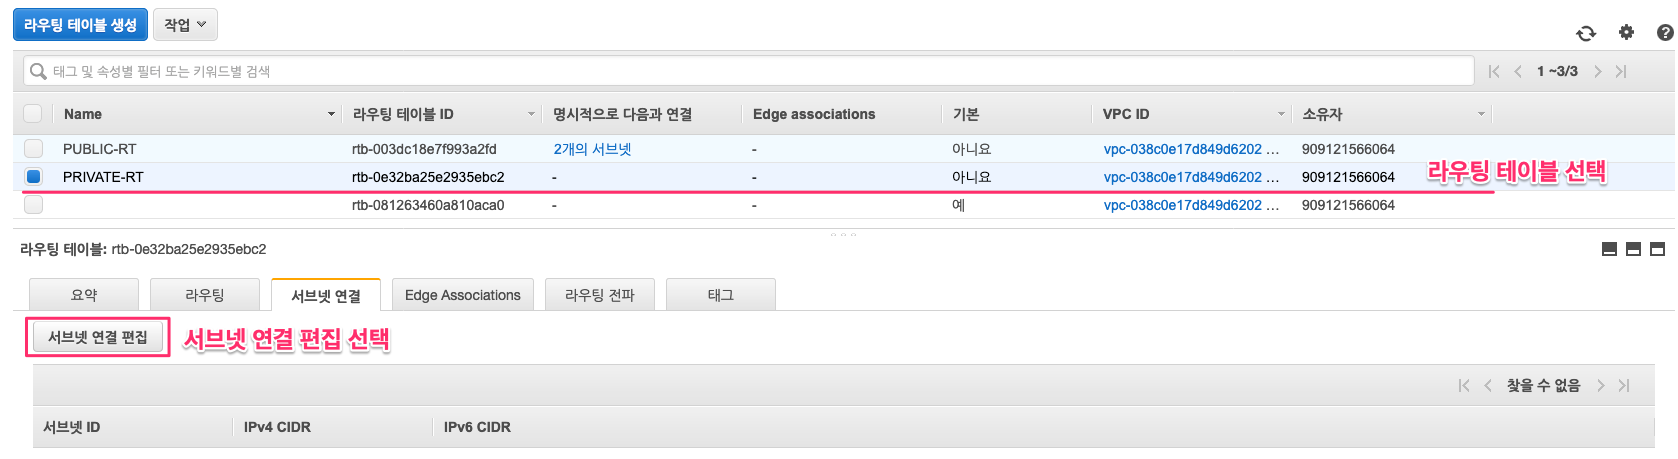 라우팅 테이블 생성 작업
태그 및 속성별 필터 또는 키워드별 검색 1 ~3/3
Name 라우팅 테이블 ID 명시적으로 다음과 연결 Edge associations 기본 VPC ID 소유자
PUBLIC-RT rtb-003dc18e7f993a2fd 2개의 서브넷 - 아니요 vpc-038c0e17d849d6202 ... 909121566064
PRIVATE-RT rtb-0e32ba25e2935ebc2 - - 아니요 vpc-038c0e17d849d6202 ... 909121566064 라우팅 테이블 선택
rtb-081263460a810aca0 - - 예 vpc-038c0e17d849d6202 ... 909121566064
라우팅 테이블: rtb-0e32ba25e2935ebc2
요약 라우팅 서브넷 연결 Edge Associations 라우팅 전파 태그
서브넷 연결 편집 서브넷 연결 편집 선택
찾을 수 없음
서브넷 ID IPv4 CIDR IPv6 CIDR